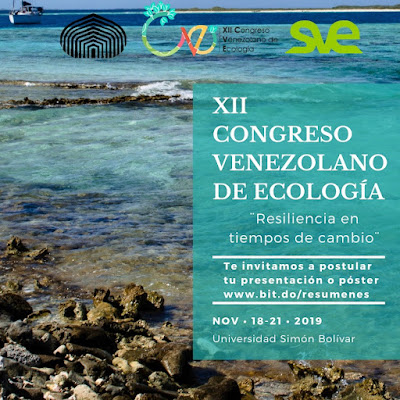 XII Congreso
Venezolano de
Ecología
sve
XII
CONGRESO
VENEZOLANO
DE ECOLOGÍA
"Resiliencia en
tiempos de cambio"
Te invitamos a postular
tu presentación o póster
www.bit.do/resumenes
NOV • 18-21 • 2019
Universidad Simón Bolívar